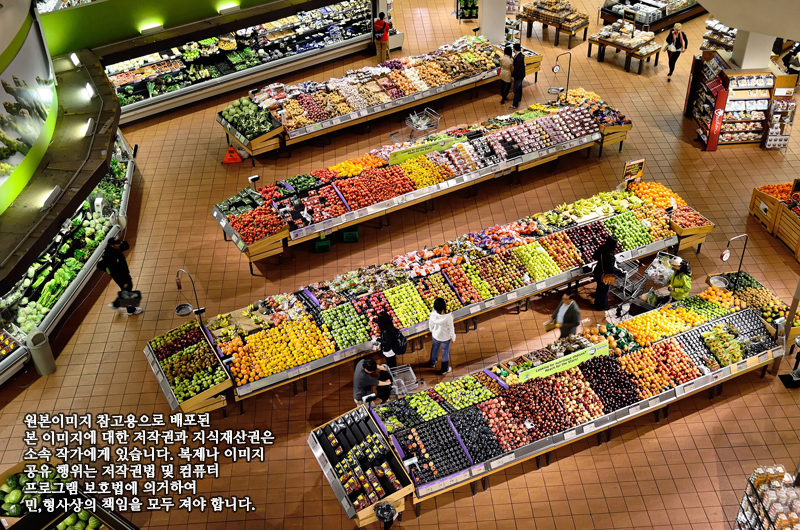 원본이미지 참고용으로 배포된
본 이미지에 대한 저작권과 지식재산권은
소속 작가에게 있습니다. 복제나 이미지
공유 행위는 저작권법 및 컴퓨터
프로그램 보호법에 의거하여
민,형사상의 책임을 모두 져야 합니다.